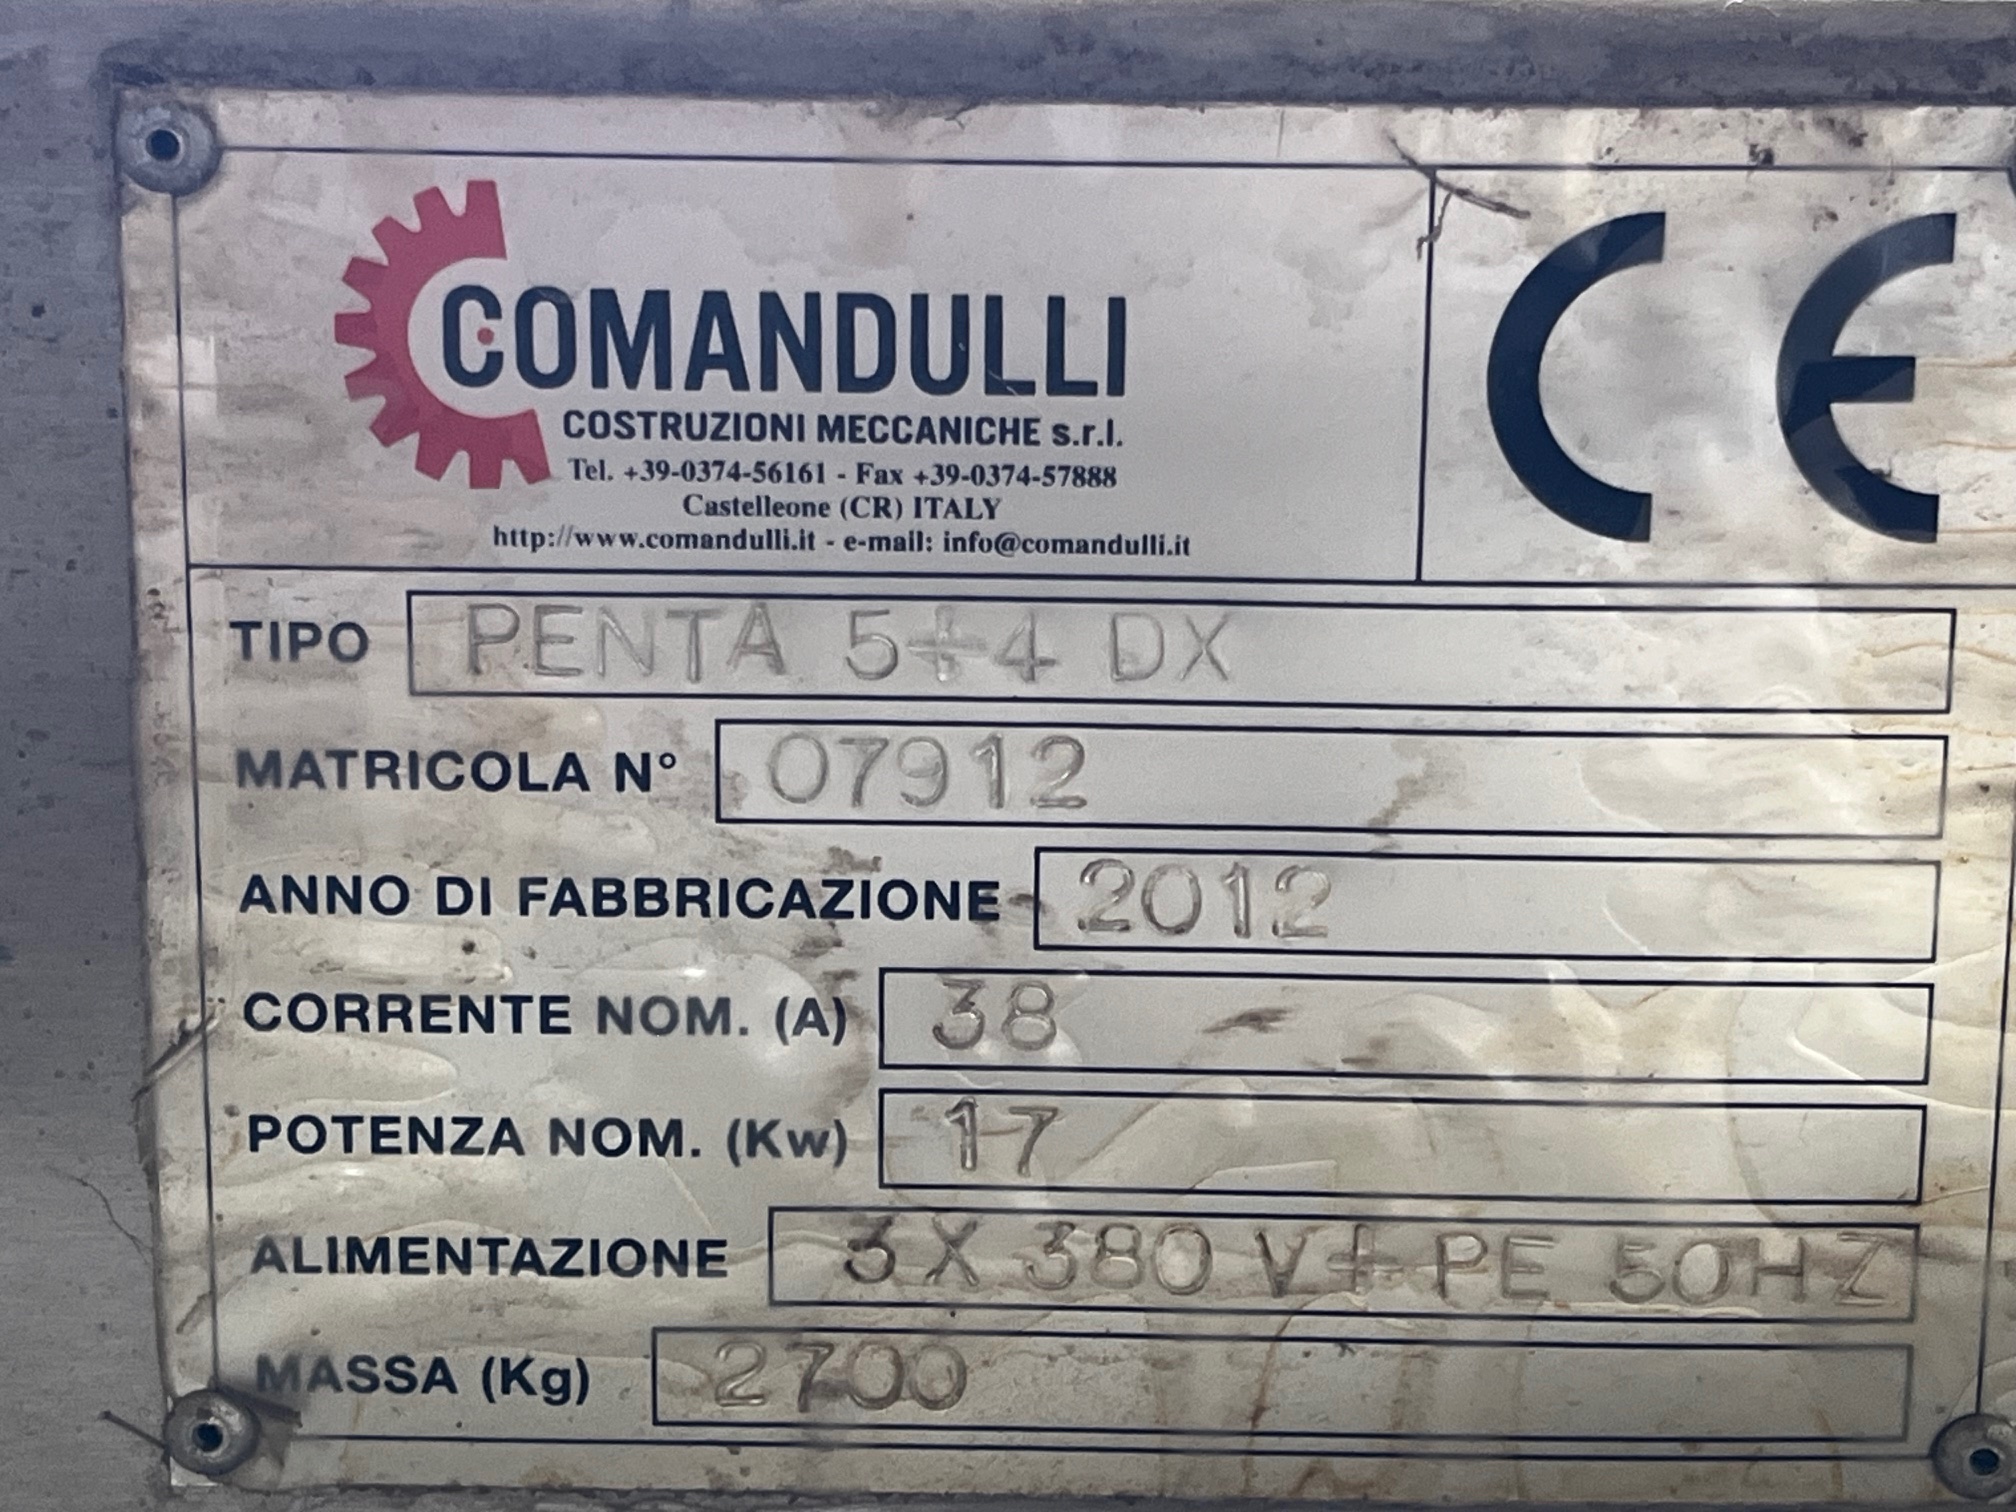 COMANDULLI
COSTRUZIONI MECCANICHE s.r.l.
Tel. +39-0374-56161 - Fax +39-0374-57888
Castelleone (CR) ITALY
http://www.comandulli.it - e-mail: info@comandulli.it
CE
TIPO PENTA 5+4 DX
MATRICOLA N° 07912
ANNO DI FABBRICAZIONE 2012
CORRENTE NOM. (A) 38
POTENZA NOM. (Kw) 17
ALIMENTAZIONE 3 X 380 V+PE 50HZ
MASSA (Kg) 2700